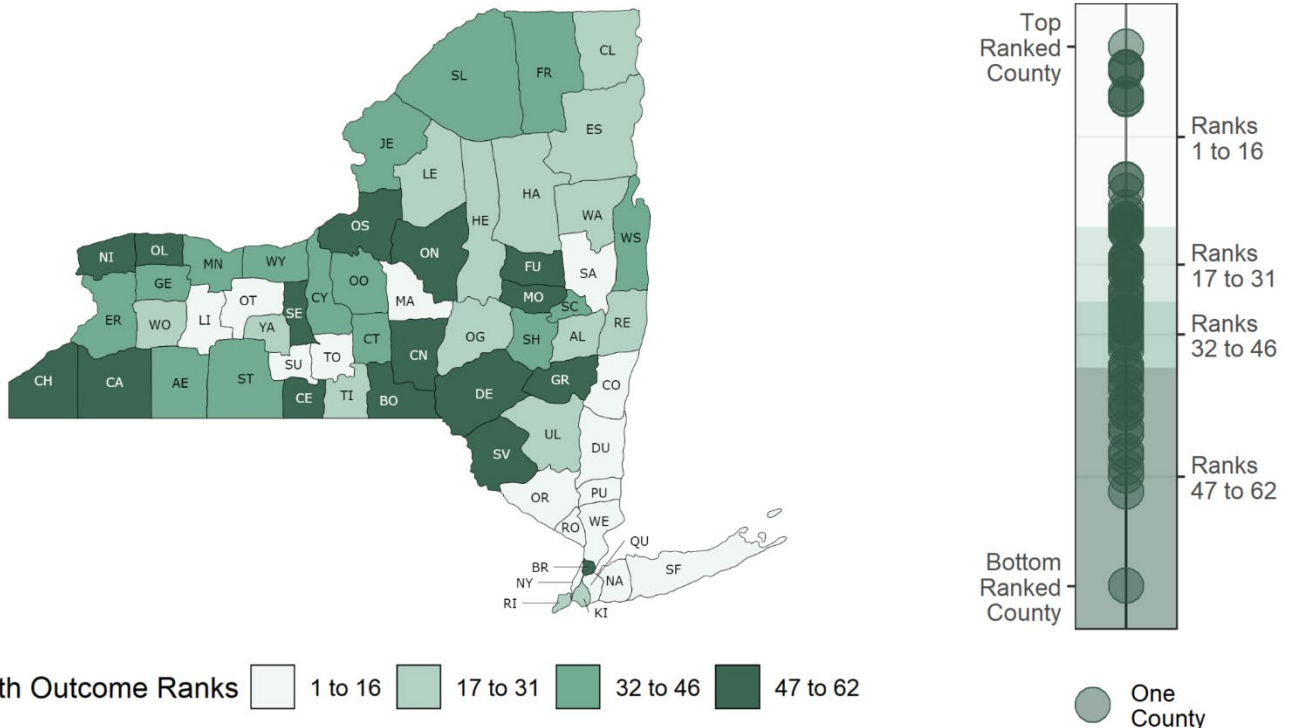 CL
SL
FR
ES
JE
LE
HA
HE
WA
OS
ON
WS
NI
OL
MN
WY
FU
SA
GE
OO
CY
MA
MO
OT
SE
SC
ER
WO
LI
YA
CT
OG
SH
AL
RE
SU
TO
CN
CH
CA
AE
ST
CE
TI
BO
DE
GR
CO
UL
DU
SV
OR
PU
RO
WE
QU
BR
NY
NA
SF
RI
KI
th Outcome Ranks
1 to 16
17 to 31
32 to 46
47 to 62
Top
Ranked
County
Ranks
1 to 16
Ranks
17 to 31
Ranks
32 to 46
Ranks
47 to 62
Bottom
Ranked
County
One
County